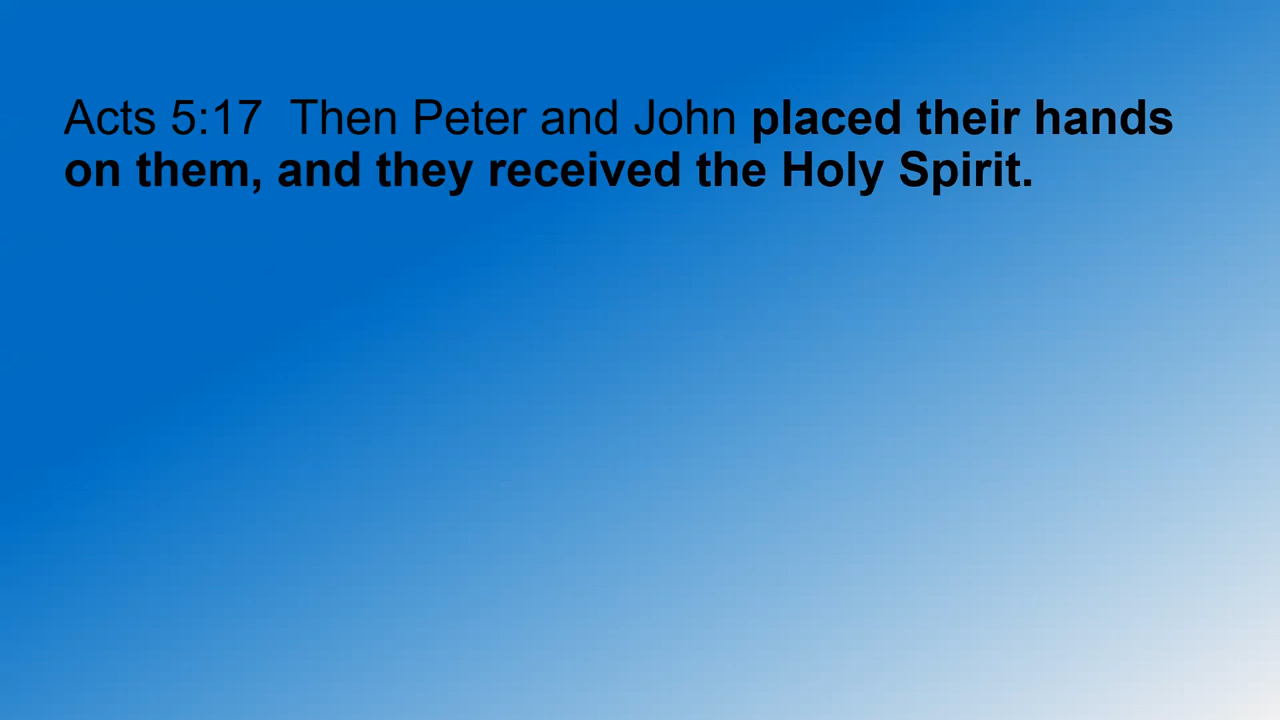 Acts 5:17  Then Peter and John placed their hands
on them, and they received the Holy Spirit.